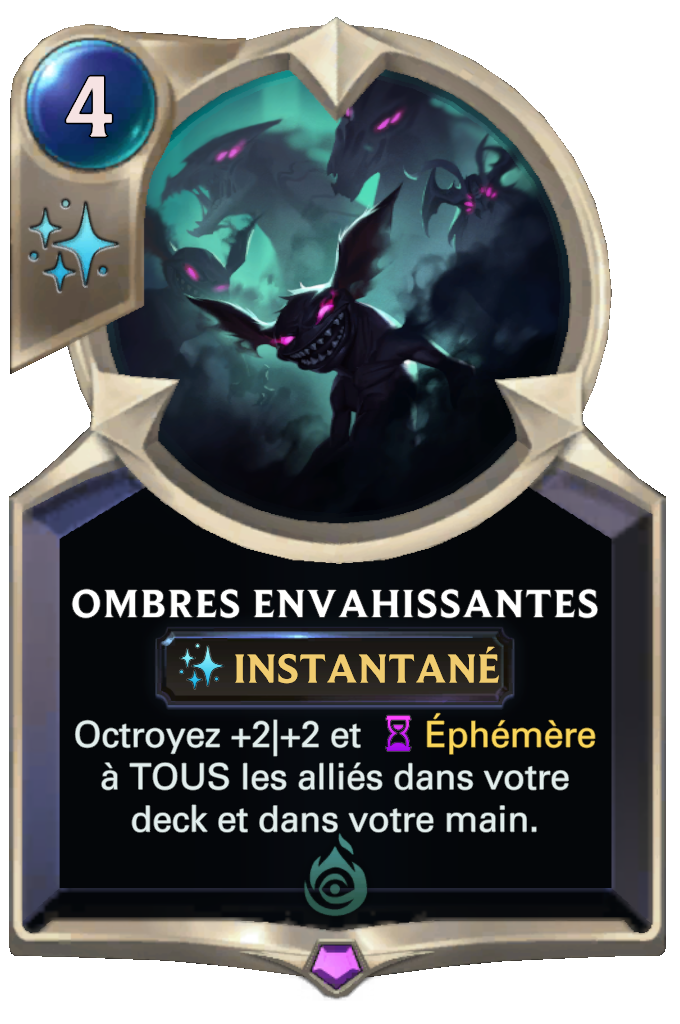 4
OMBRES ENVAHISSANTES
INSTANTANÉ
Octroyez +2|+2 et Éphémère
à TOUS les alliés dans votre
deck et dans votre main.